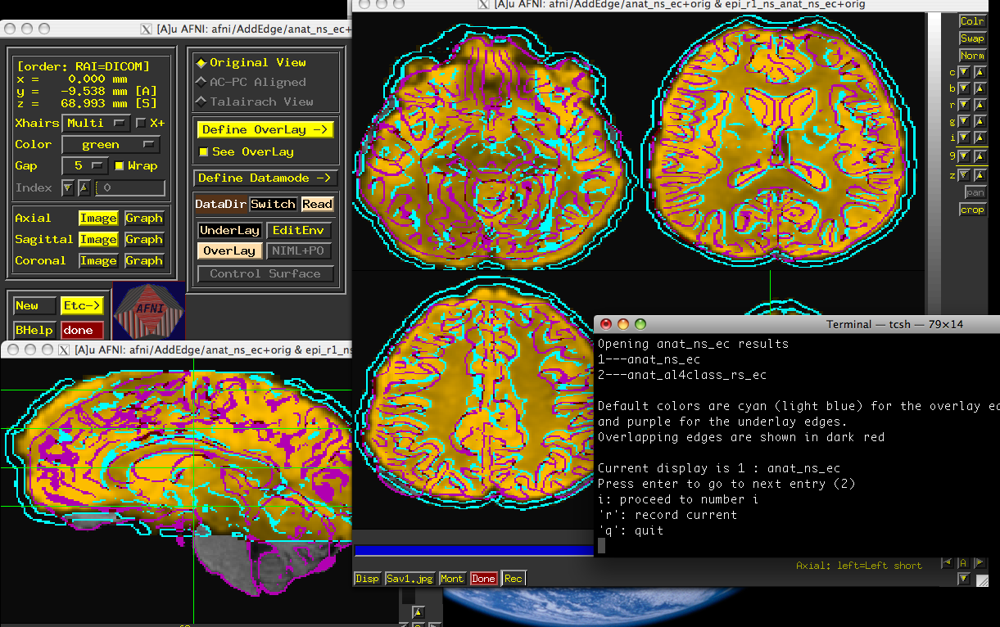 [A]u AFNI: afni/AddEdge/anat_ns_ec+
[order: RAI=DICOM]
x = 0.000 mm
y = -9.538 mm [A]
z = 68.993 mm [S]
Xhairs Multi X+
Color green
Gap 5 Wrap
Index 0
Axial Image Graph
Sagittal Image Graph
Coronal Image Graph
New Etc->
BHelp done
AFNI
Original View
AC-PC Aligned
Talairach View
Define OverLay ->
See OverLay
Define Datamode ->
DataDir Switch Read
UnderLay EditEnv
OverLay NIML+PO
Control Surface
[A]u AFNI: afni/AddEdge/anat_ns_ec+orig & epi_r1_ns_ec+orig
Colr
Swap
Norm
c
b
r
g
i
9
z
pan
crop
[A]u AFNI: afni/AddEdge/anat_ns_ec+orig & epi_r1_ns
Terminal — tcsh — 79×14
Opening anat_ns_ec results
1---anat_ns_ec
2---anat_al4class_rs_ec
Default colors are cyan (light blue) for the overlay ed
and purple for the underlay edges.
Overlapping edges are shown in dark red
Current display is 1 : anat_ns_ec
Press enter to go to next entry (2)
i: proceed to number i
'r': record current
'q': quit
Axial: left=Left short
A
Disp Sav1.jpg Mont Done Rec